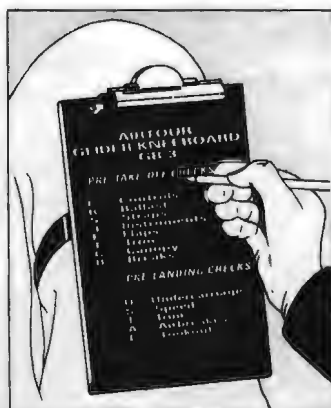 AIRTOUR
GLIDER KNEEBOARD
GB 3
PRE TAKE OFF CHECKS
C Controls
B Ballast
S Straps
I Instruments
F Flaps
T Trim
C Canopy
B Breaks
PRE LANDING CHECKS
U Undercarriage
S Speed
T Trim
A Airbrakes
L Lookout